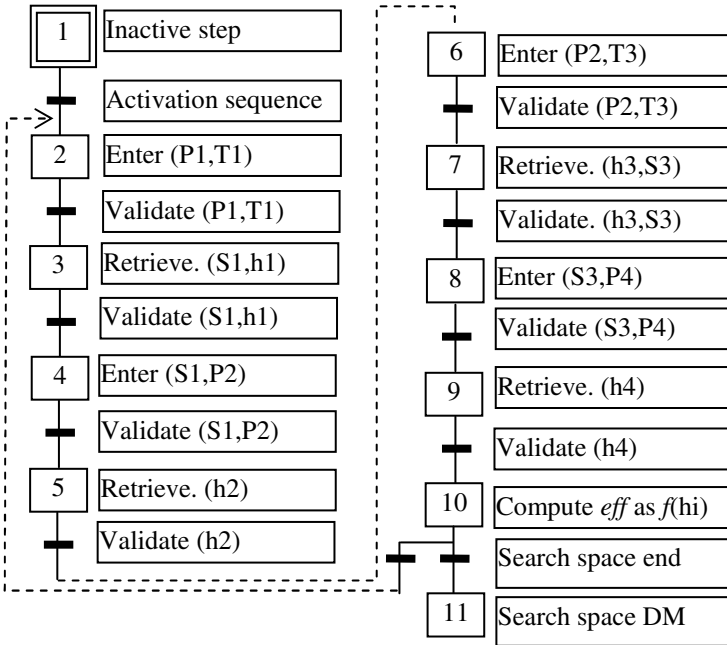 1
Inactive step
Activation sequence
2
Enter (P1,T1)
Validate (P1,T1)
3
Retrieve. (S1,h1)
Validate (S1,h1)
4
Enter (S1,P2)
Validate (S1,P2)
5
Retrieve. (h2)
Validate (h2)
6
Enter (P2,T3)
Validate (P2,T3)
7
Retrieve. (h3,S3)
Validate. (h3,S3)
8
Enter (S3,P4)
Validate (S3,P4)
9
Retrieve. (h4)
Validate (h4)
10
Compute eff as f(hi)
Search space end
11
Search space DM